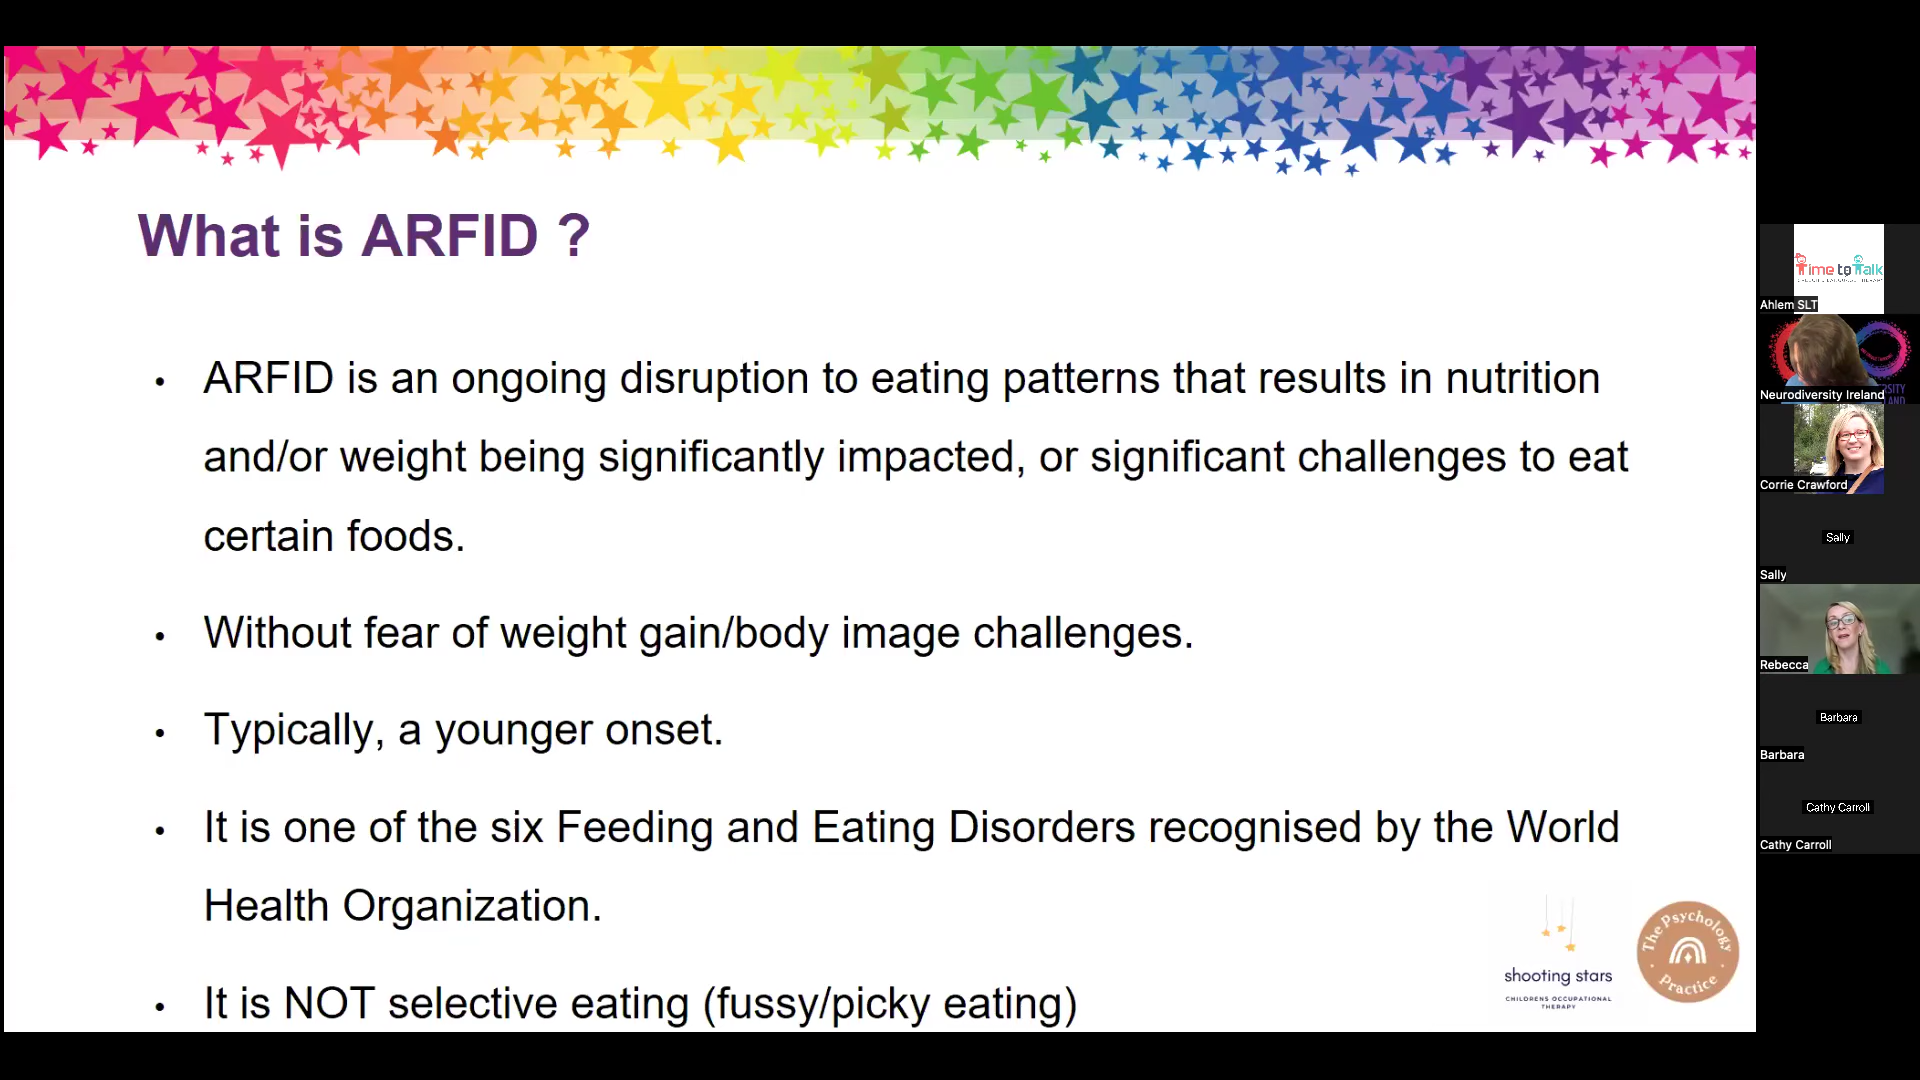 What is ARFID ?
• ARFID is an ongoing disruption to eating patterns that results in nutrition
and/or weight being significantly impacted, or significant challenges to eat
certain foods.
• Without fear of weight gain/body image challenges.
• Typically, a younger onset.
• It is one of the six Feeding and Eating Disorders recognised by the World
Health Organization.
• It is NOT selective eating (fussy/picky eating)
shooting stars
CHILDRENS OCCUPATIONAL
THERAPY
The Psychology
Practice
Time to Talk
Ahlem SLT
Neurodiversity Ireland
Corrie Crawford
Sally
Sally
Rebecca
Barbara
Barbara
Cathy Carroll
Cathy Carroll